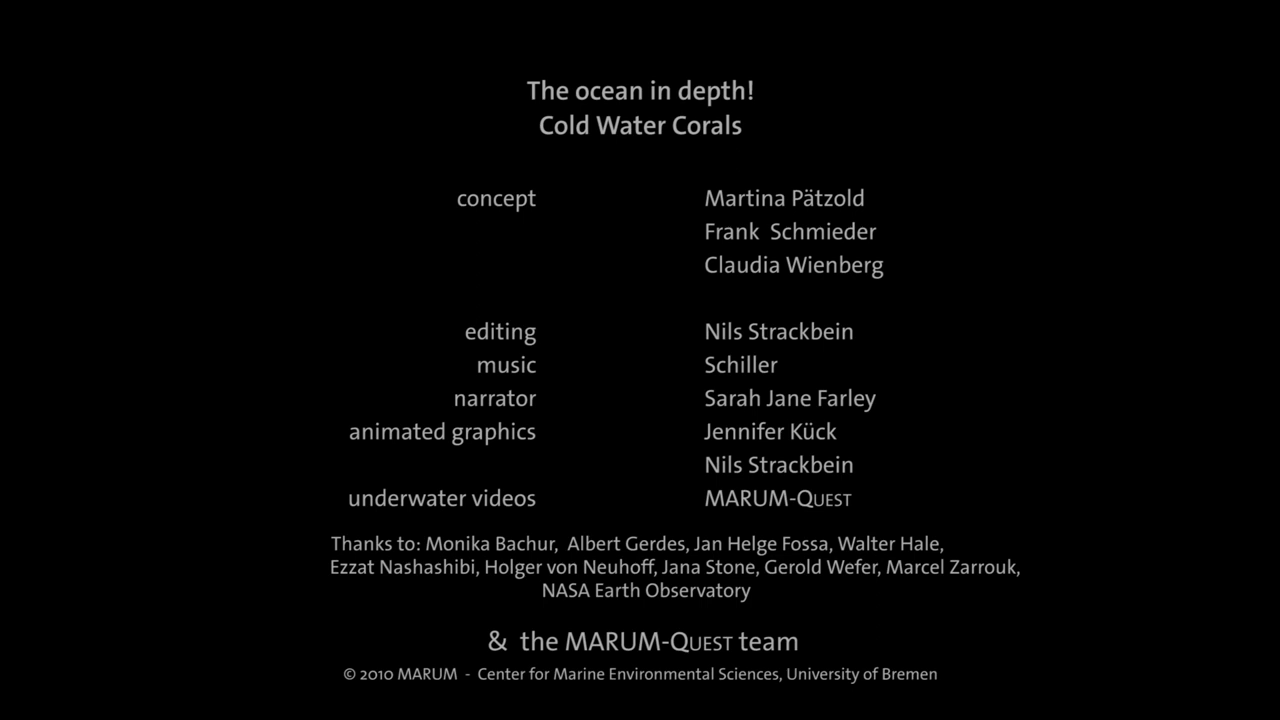 The ocean in depth!
Cold Water Corals
concept Martina Pätzold
Frank Schmieder
Claudia Wienberg
editing Nils Strackbein
music Schiller
narrator Sarah Jane Farley
animated graphics Jennifer Kück
Nils Strackbein
underwater videos MARUM-QUEST
Thanks to: Monika Bachur, Albert Gerdes, Jan Helge Fossa, Walter Hale,
Ezzat Nashashibi, Holger von Neuhoff, Jana Stone, Gerold Wefer, Marcel Zarrouk,
NASA Earth Observatory
& the MARUM-QUEST team
© 2010 MARUM - Center for Marine Environmental Sciences, University of Bremen